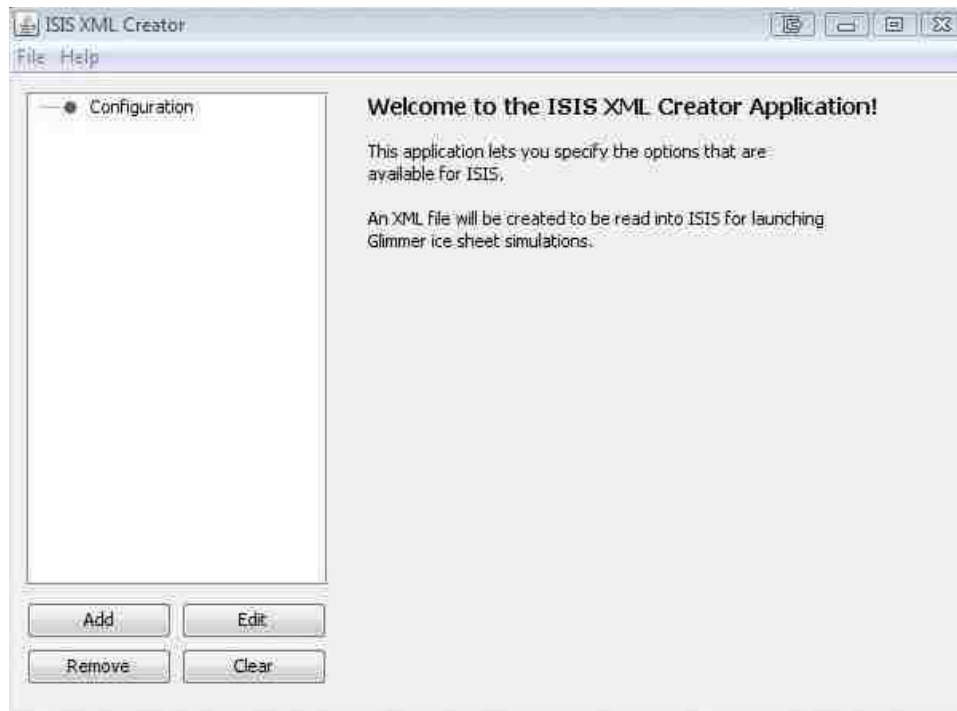 ISIS XML Creator
File Help
Configuration
Welcome to the ISIS XML Creator Application!
This application lets you specify the options that are
available for ISIS.
An XML file will be created to be read into ISIS for launching
Glimmer ice sheet simulations.
Add Edit
Remove Clear